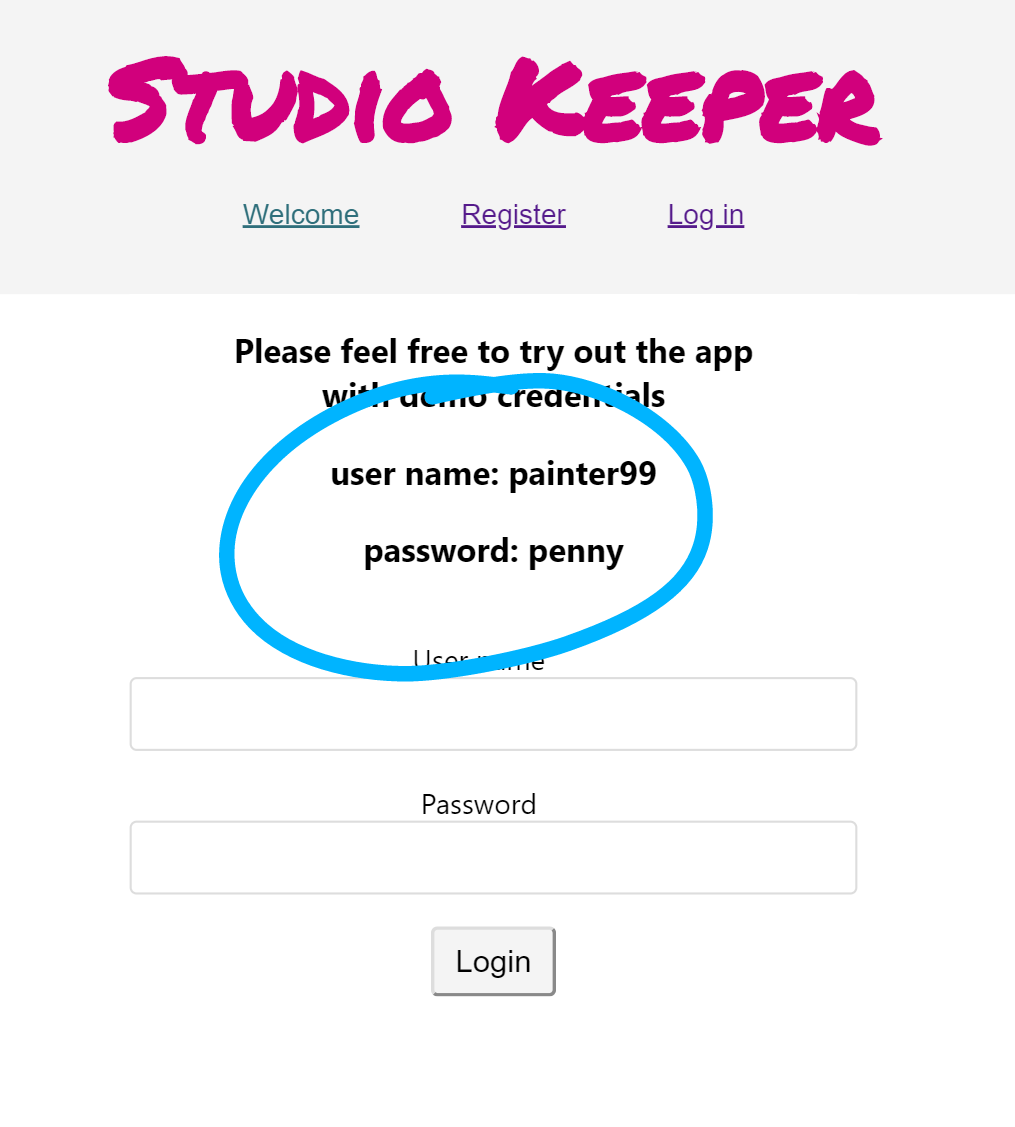 Studio Keeper
Welcome Register Log in
Please feel free to try out the app
with demo credentials
user name: painter99
password: penny
User name
Password
Login